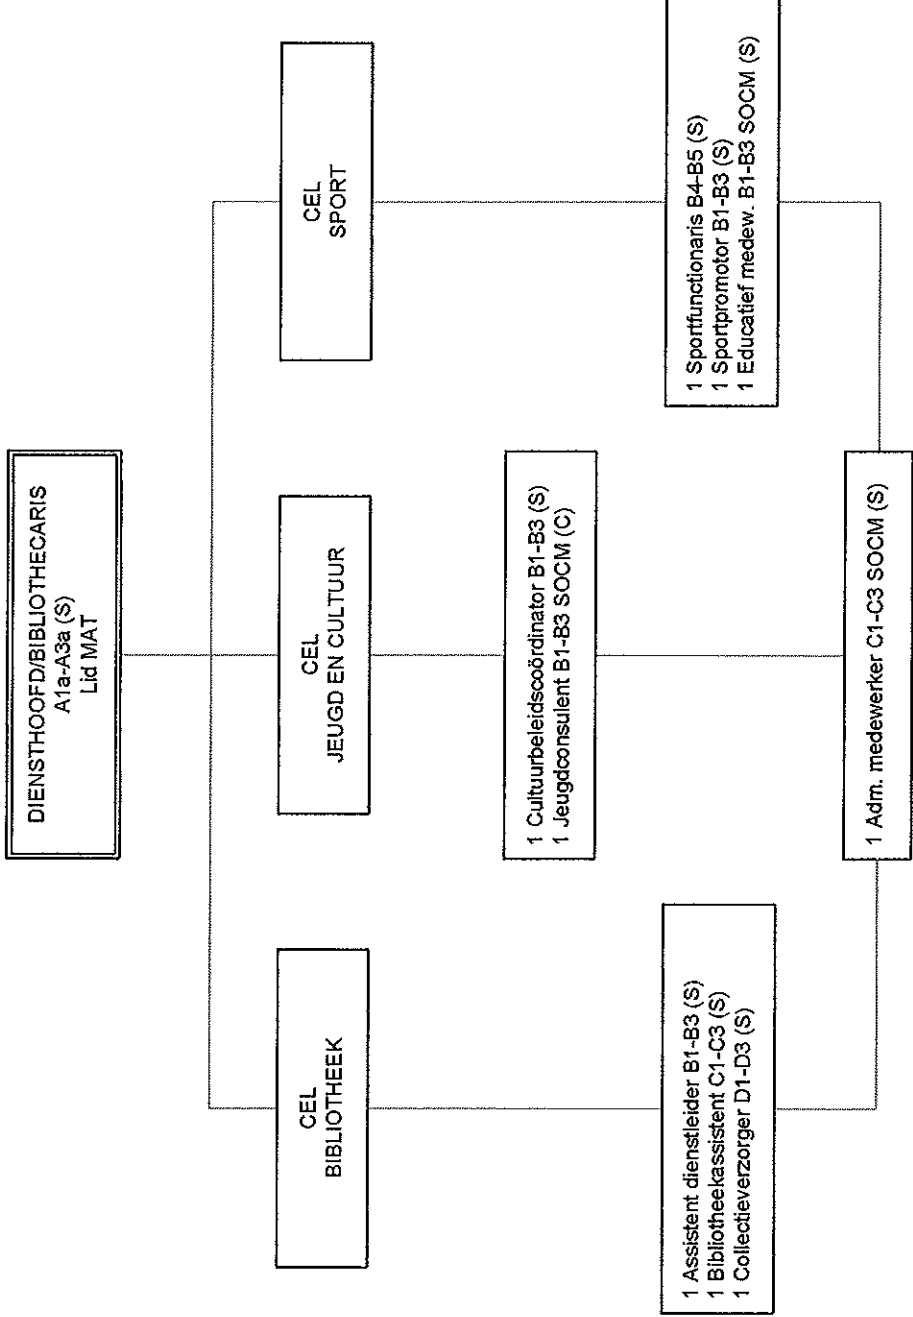 DIENSTHOOFD/BIBLIOTHECARIS
A1a-A3a (S)
Lid MAT
CEL
BIBLIOTHEEK
CEL
JEUGD EN CULTUUR
CEL
SPORT
1 Assistent dienstleider B1-B3 (S)
1 Bibliotheekassistent C1-C3 (S)
1 Collectieverzorger D1-D3 (S)
1 Cultuurbeleidscoördinator B1-B3 (S)
1 Jeugdconsulent B1-B3 SOCM (C)
1 Sportfunctionaris B4-B5 (S)
1 Sportpromotor B1-B3 (S)
1 Educatief medew. B1-B3 SOCM (S)
1 Adm. medewerker C1-C3 SOCM (S)